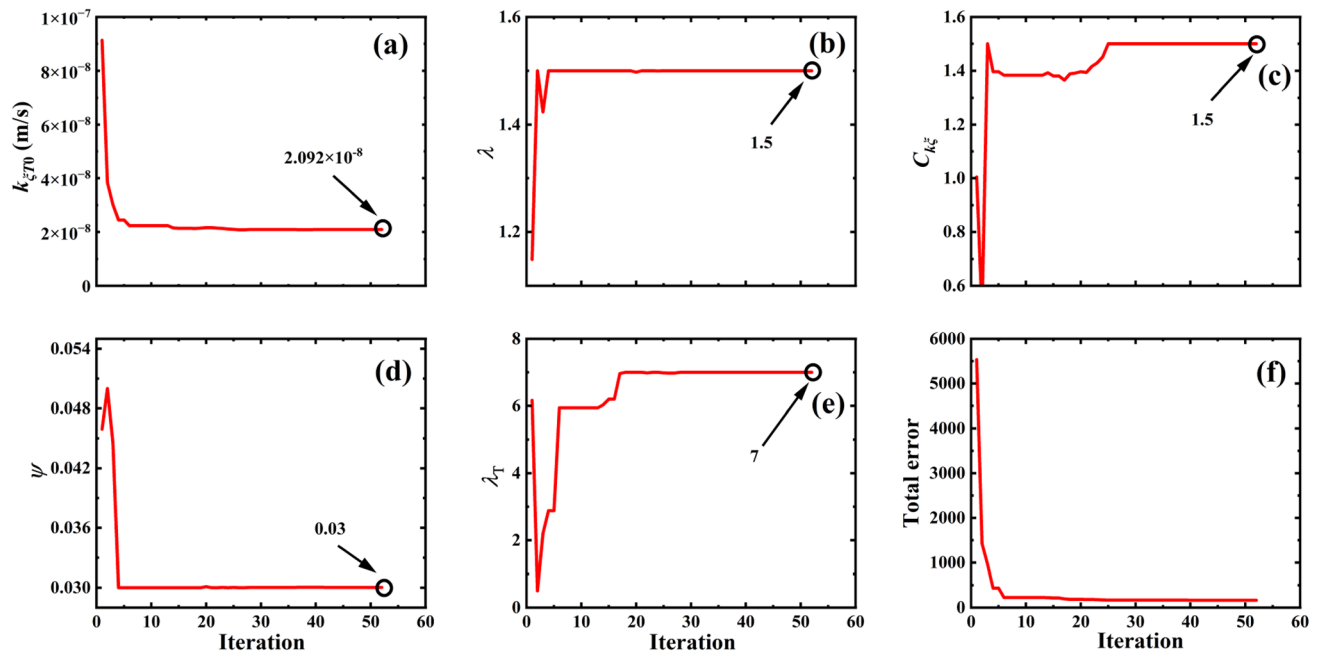 (a)
k_ξT0 (m/s)
1×10⁻⁷
8×10⁻⁸
6×10⁻⁸
4×10⁻⁸
2×10⁻⁸
0
2.092×10⁻⁸
0 10 20 30 40 50 60
(b)
λ
1.6
1.4
1.2
1.5
0 10 20 30 40 50 60
(c)
C_kξ
1.6
1.4
1.2
1.0
0.8
0.6
1.5
0 10 20 30 40 50 60
(d)
ψ
0.054
0.048
0.042
0.036
0.030
0.03
0 10 20 30 40 50 60
Iteration
(e)
λ_T
8
6
4
2
0
7
0 10 20 30 40 50 60
Iteration
(f)
Total error
6000
5000
4000
3000
2000
1000
0
0 10 20 30 40 50 60
Iteration